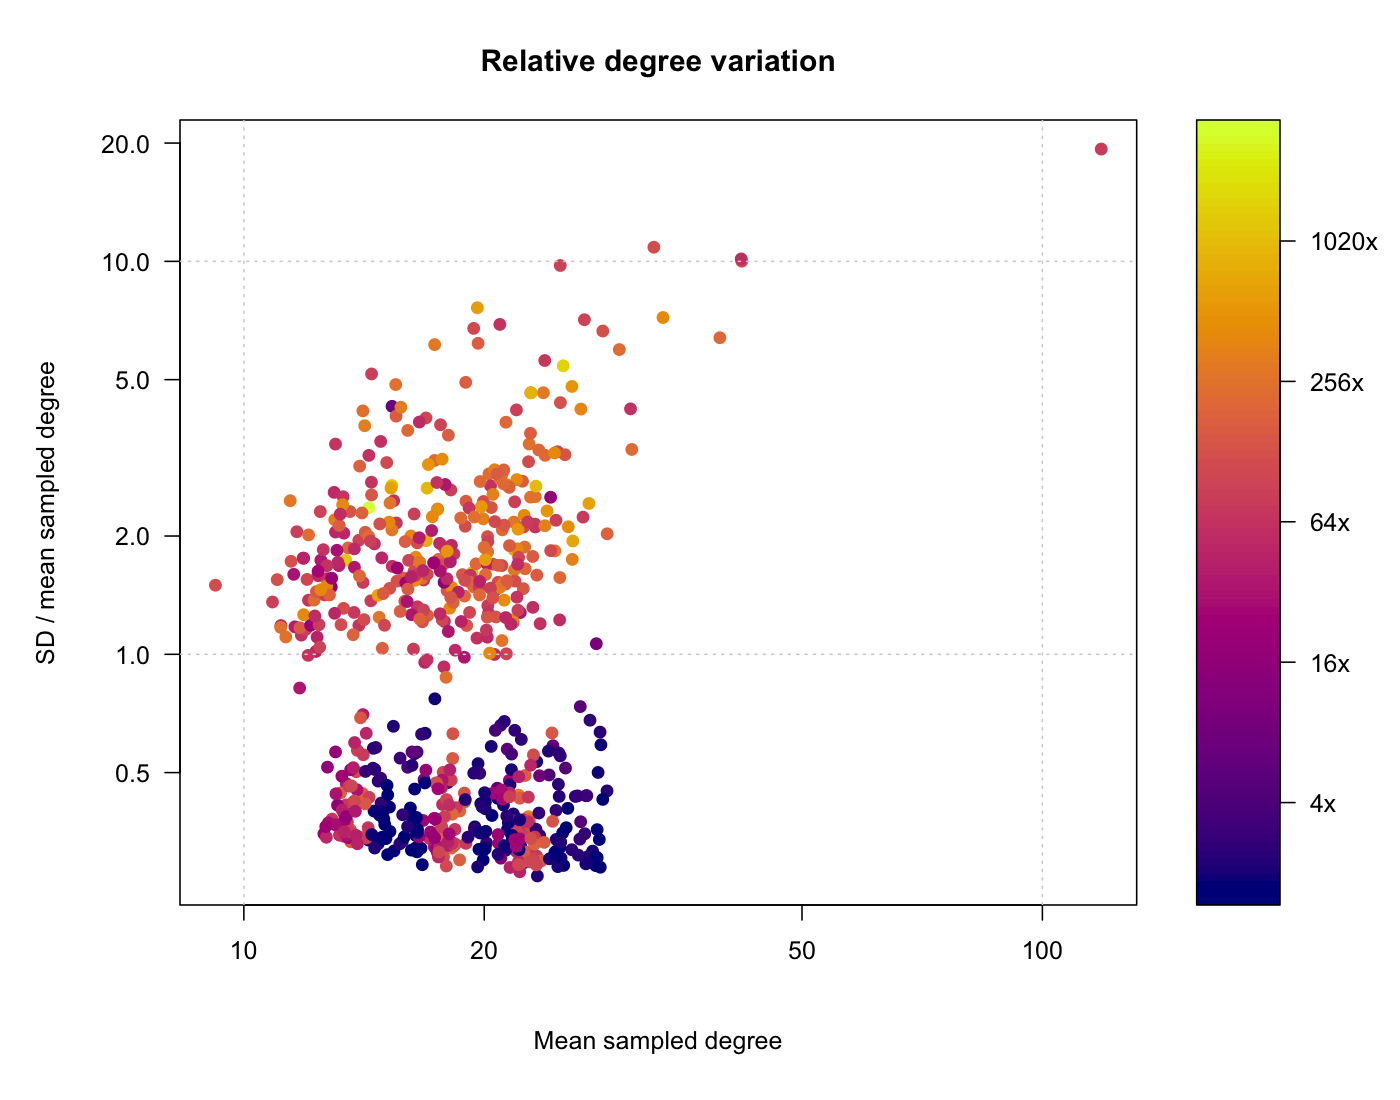 Relative degree variation
20.0
10.0
5.0
2.0
1.0
0.5
SD / mean sampled degree
10
20
50
100
Mean sampled degree
1020x
256x
64x
16x
4x